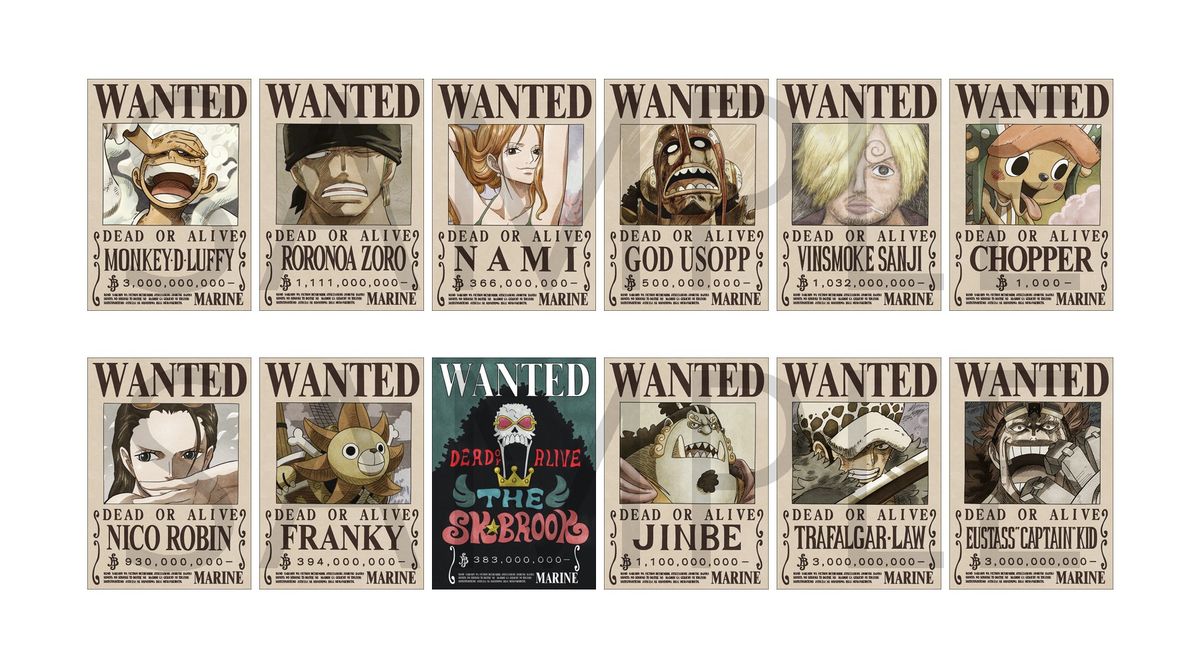 WANTED
DEAD OR ALIVE
MONKEY·D·LUFFY
3,000,000,000-
MARINE
WANTED
DEAD OR ALIVE
RORONOA ZORO
1,111,000,000-
MARINE
WANTED
DEAD OR ALIVE
NAMI
366,000,000-
MARINE
WANTED
DEAD OR ALIVE
GOD USOPP
500,000,000-
MARINE
WANTED
DEAD OR ALIVE
VINSMOKE SANJI
1,032,000,000-
MARINE
WANTED
DEAD OR ALIVE
CHOPPER
1,000-
MARINE
WANTED
DEAD OR ALIVE
NICO ROBIN
930,000,000-
MARINE
WANTED
DEAD OR ALIVE
FRANKY
394,000,000-
MARINE
WANTED
DEAD OR ALIVE
THE
SK★BROOK
383,000,000-
MARINE
WANTED
DEAD OR ALIVE
JINBE
1,100,000,000-
MARINE
WANTED
DEAD OR ALIVE
TRAFALGAR·LAW
3,000,000,000-
MARINE
WANTED
DEAD OR ALIVE
EUSTASS"CAPTAIN"KID
3,000,000,000-
MARINE
SAMPLE
SAMPLE